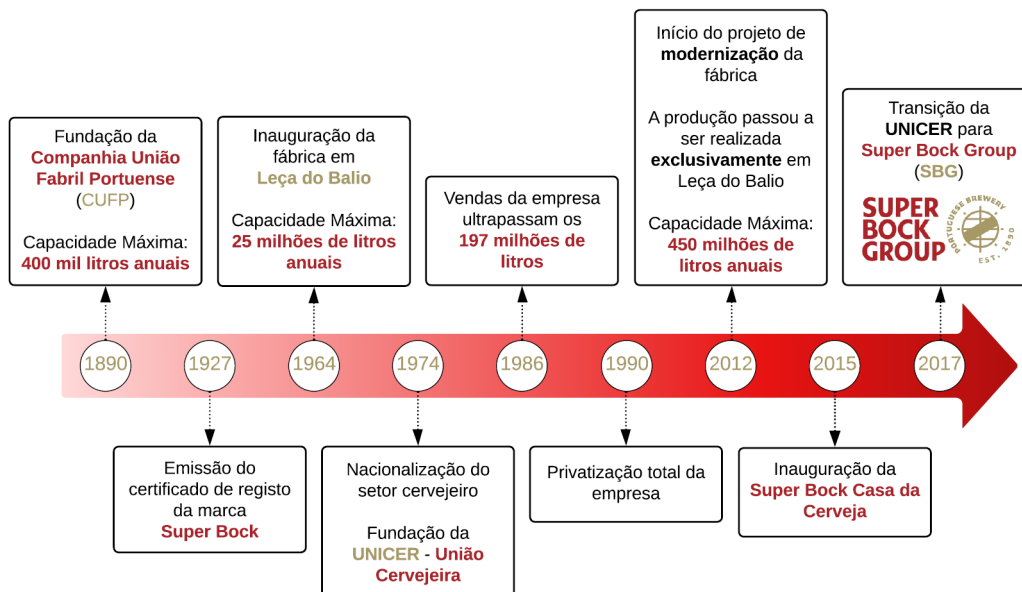 Fundação da
Companhia União
Fabril Portuense
(CUFP)
Capacidade Máxima:
400 mil litros anuais
Inauguração da
fábrica em
Leça do Balio
Capacidade Máxima:
25 milhões de litros
anuais
Vendas da empresa
ultrapassam os
197 milhões de
litros
Início do projeto de
modernização da
fábrica
A produção passou a
ser realizada
exclusivamente em
Leça do Balio
Capacidade Máxima:
450 milhões de
litros anuais
Transição da
UNICER para
Super Bock Group
(SBG)
SUPER
BOCK
GROUP
PORTUGUESE BREWERY
EST. 1890
1890
1927
1964
1974
1986
1990
2012
2015
2017
Emissão do
certificado de registo
da marca
Super Bock
Nacionalização do
setor cervejeiro
Fundação da
UNICER - União
Cervejeira
Privatização total da
empresa
Inauguração da
Super Bock Casa da
Cerveja